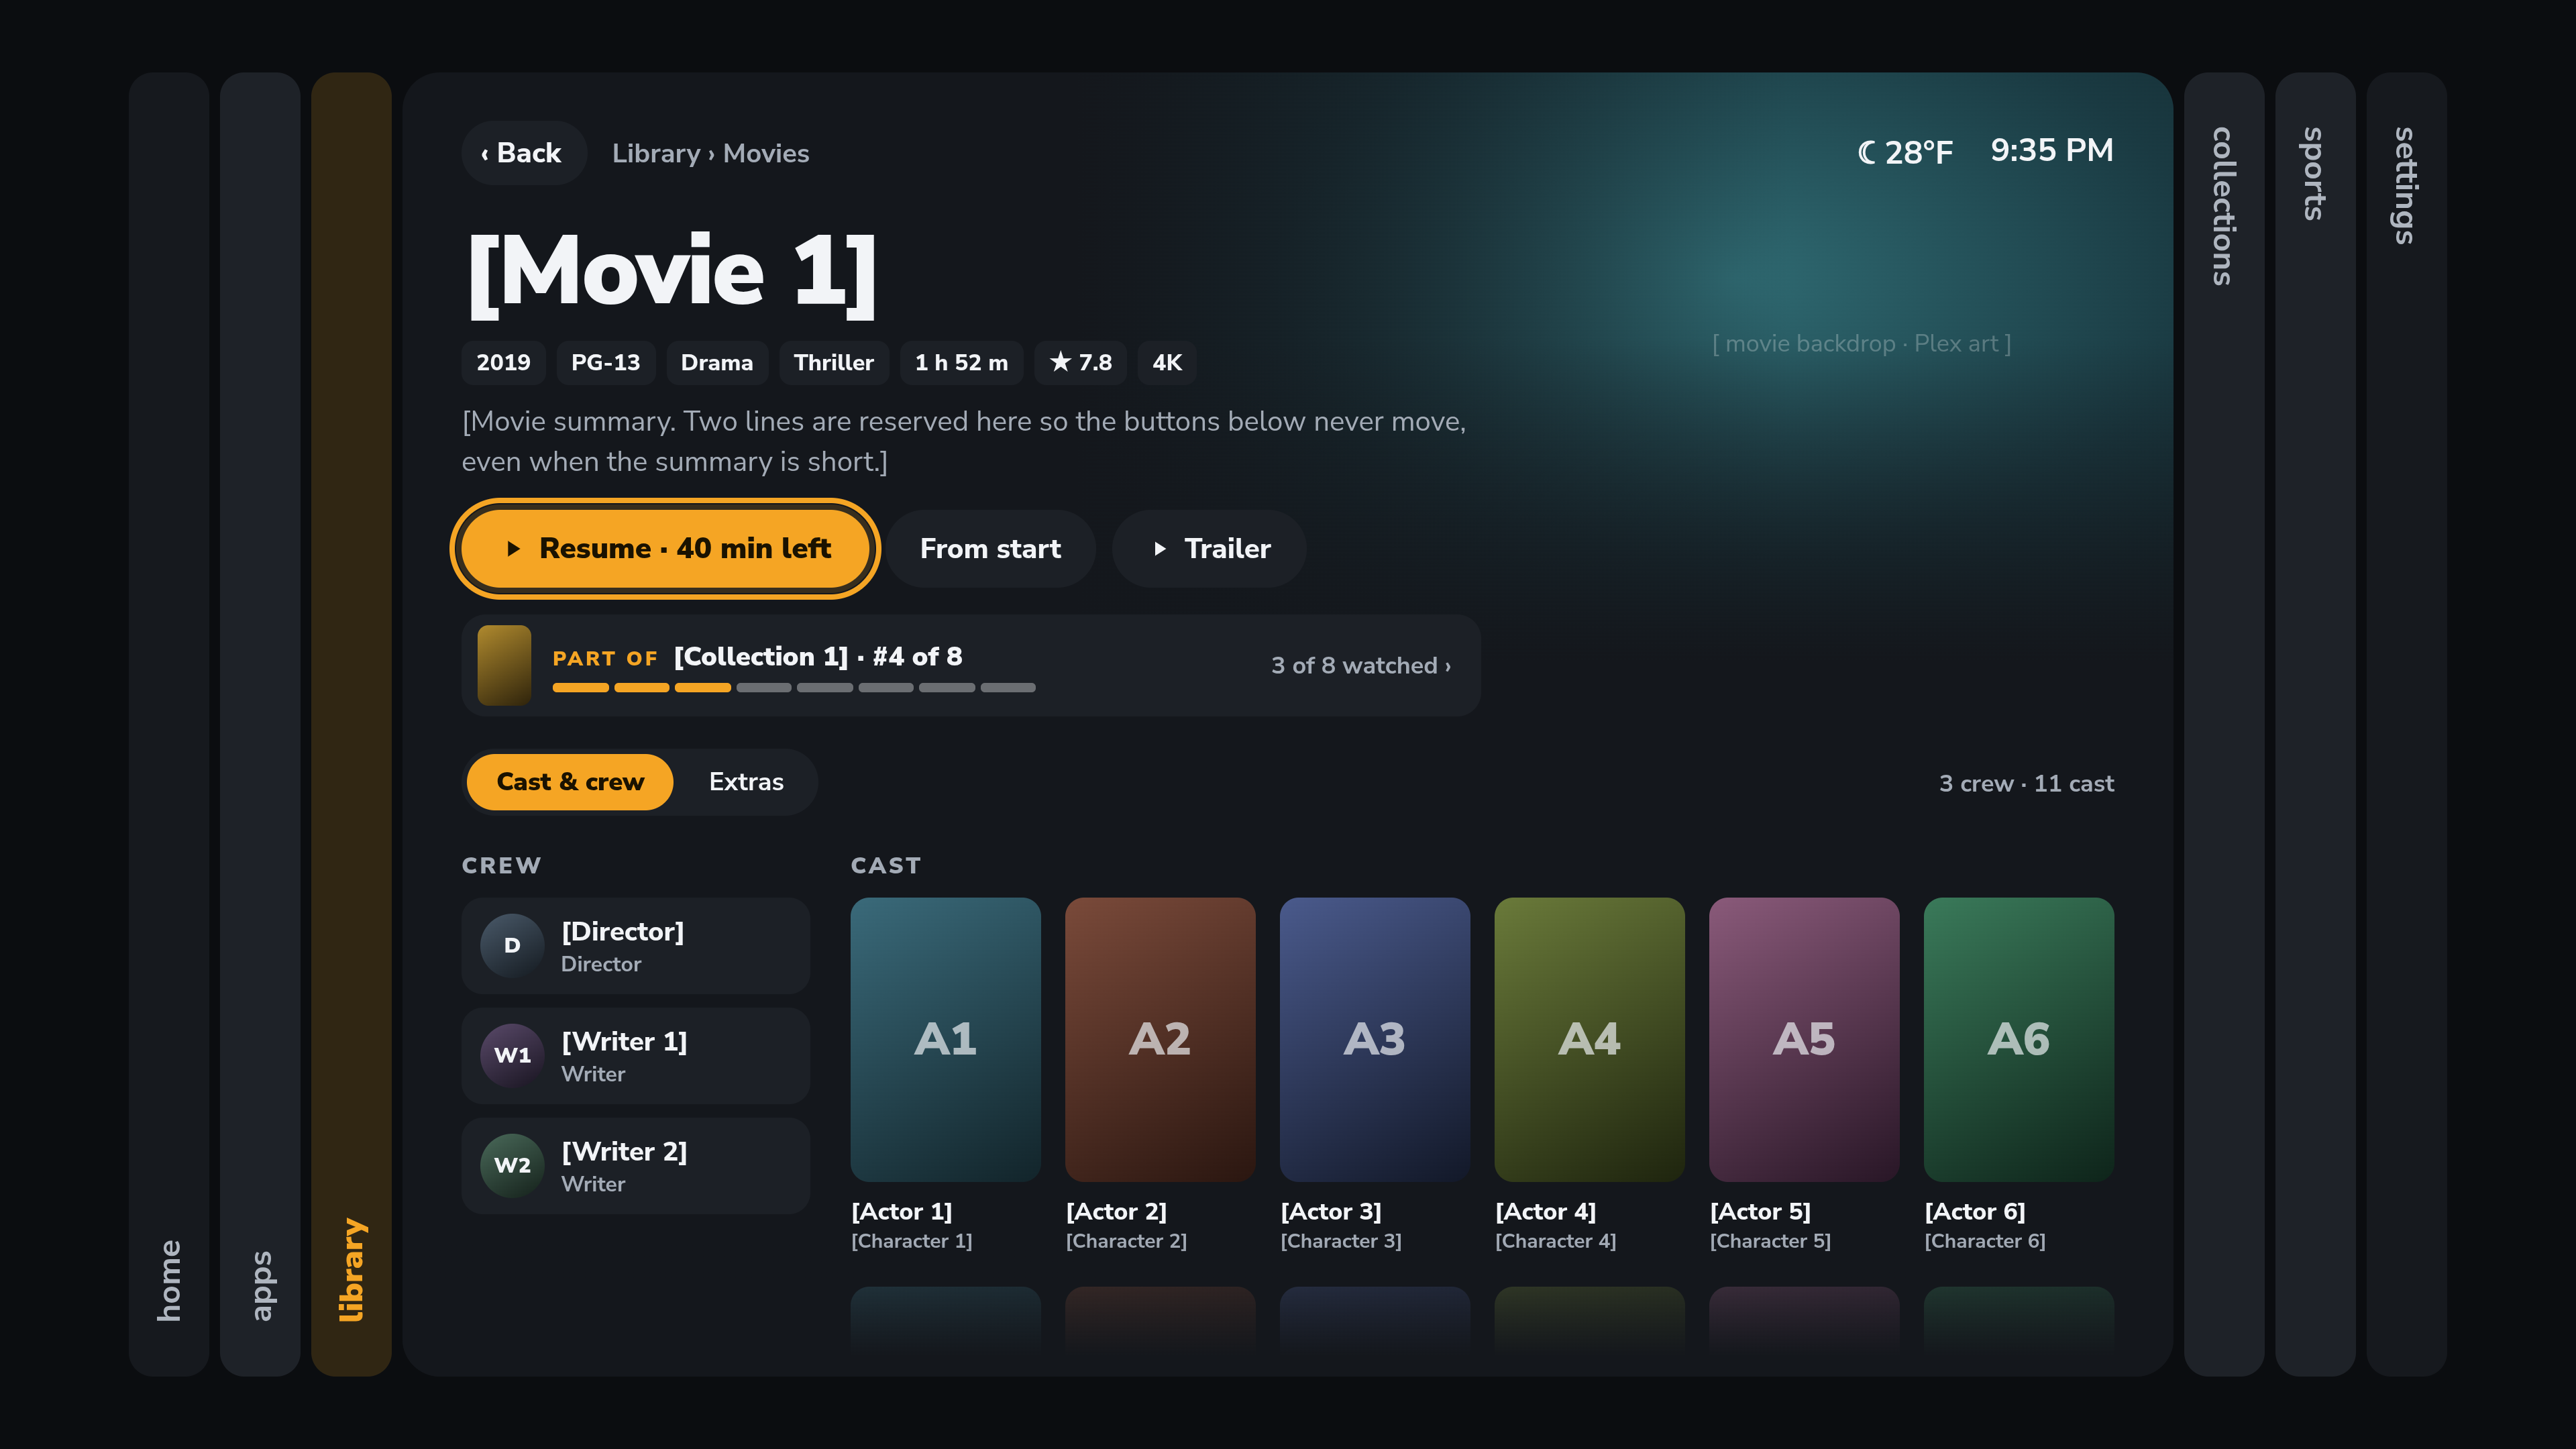 home
apps
library
‹ Back
Library › Movies
☾ 28°F
9:35 PM
[Movie 1]
2019
PG-13
Drama
Thriller
1 h 52 m
★ 7.8
4K
[ movie backdrop · Plex art ]
[Movie summary. Two lines are reserved here so the buttons below never move,
even when the summary is short.]
Resume · 40 min left
From start
Trailer
PART OF [Collection 1] · #4 of 8
3 of 8 watched ›
Cast & crew
Extras
3 crew · 11 cast
CREW
D
[Director]
Director
W1
[Writer 1]
Writer
W2
[Writer 2]
Writer
CAST
A1
A2
A3
A4
A5
A6
[Actor 1]
[Character 1]
[Actor 2]
[Character 2]
[Actor 3]
[Character 3]
[Actor 4]
[Character 4]
[Actor 5]
[Character 5]
[Actor 6]
[Character 6]
collections
sports
settings